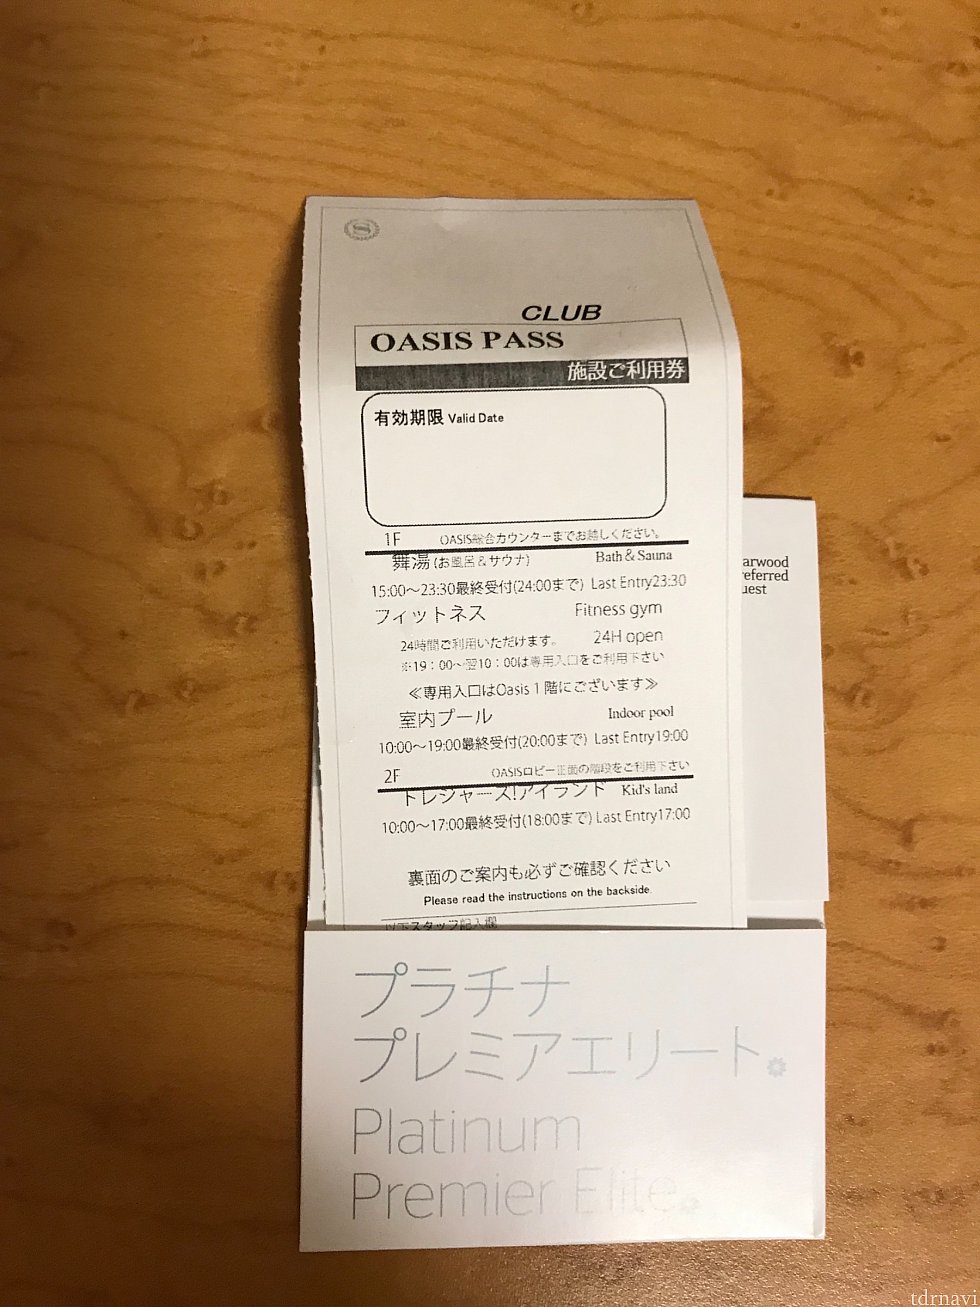 CLUB
OASIS PASS
施設ご利用券
有効期限 Valid Date
1F OASIS総合カウンターまでお越しください。
舞湯(お風呂&サウナ) Bath & Sauna
15:00～23:30最終受付(24:00まで) Last Entry23:30
フィットネス Fitness gym
24時間ご利用いただけます。 24H open
※19：00～翌10：00は専用入口をご利用下さい
≪専用入口はOasis 1 階にございます≫
室内プール Indoor pool
10:00～19:00最終受付(20:00まで) Last Entry19:00
2F OASISロビー正面の階段をご利用下さい
トレジャーズ!アイランド Kid's land
10:00～17:00最終受付(18:00まで) Last Entry17:00
裏面のご案内も必ずご確認ください
Please read the instructions on the backside.
以下スタッフ記入欄
arwood
referred
uest
プラチナ
プレミアエリート。
Platinum
Premier Elite.
tdrnavi